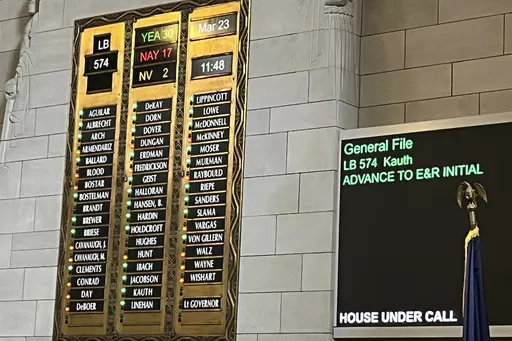 LB
574
YEA 30
NAY 17
NV 2
Mar 23
11:48
AGUILAR
ALBRECHT
ARCH
ARMENDARIZ
BALLARD
BLOOD
BOSTAR
BOSTELMAN
BRANDT
BREWER
BRIESE
CAVANAUGH, J.
CAVANAUGH, M.
CLEMENTS
CONRAD
DAY
DeBOER
DeKAY
DORN
DOVER
DUNGAN
ERDMAN
FREDRICKSON
GEIST
HALLORAN
HANSEN, B.
HARDIN
HOLDCROFT
HUGHES
HUNT
IBACH
JACOBSON
KAUTH
LINEHAN
LIPPINCOTT
LOWE
McDONNELL
McKINNEY
MOSER
MURMAN
RAYBOULD
RIEPE
SANDERS
SLAMA
VARGAS
VON GILLERN
WALZ
WAYNE
WISHART
Lt GOVERNOR
General File
LB 574 Kauth
ADVANCE TO E&R INITIAL
HOUSE UNDER CALL